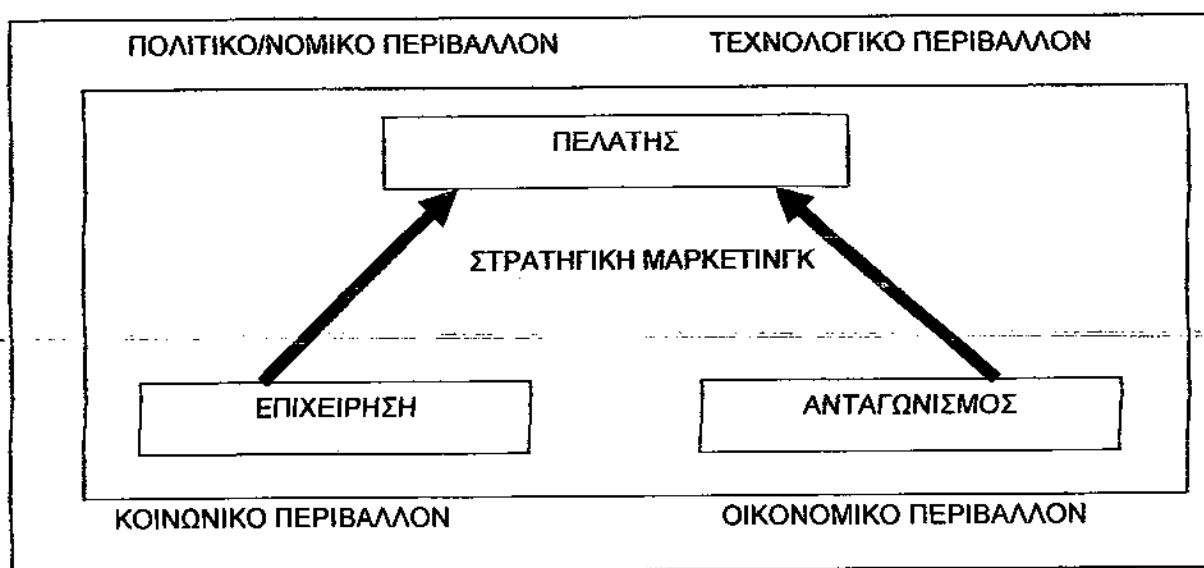 ΠΟΛΙΤΙΚΟ/ΝΟΜΙΚΟ ΠΕΡΙΒΑΛΛΟΝ ΤΕΧΝΟΛΟΓΙΚΟ ΠΕΡΙΒΑΛΛΟΝ
ΠΕΛΑΤΗΣ
ΣΤΡΑΤΗΓΙΚΗ ΜΑΡΚΕΤΙΝΓΚ
ΕΠΙΧΕΙΡΗΣΗ ΑΝΤΑΓΩΝΙΣΜΟΣ
ΚΟΙΝΩΝΙΚΟ ΠΕΡΙΒΑΛΛΟΝ ΟΙΚΟΝΟΜΙΚΟ ΠΕΡΙΒΑΛΛΟΝ